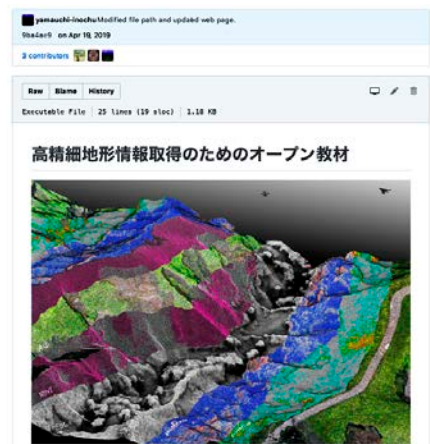 yamauchi-inochu Modified file path and updated web page.
9ba4ae9 on Apr 19, 2019
3 contributors
Raw Blame History
Executable File 25 lines (19 sloc) 1.18 KB
高精細地形情報取得のためのオープン教材